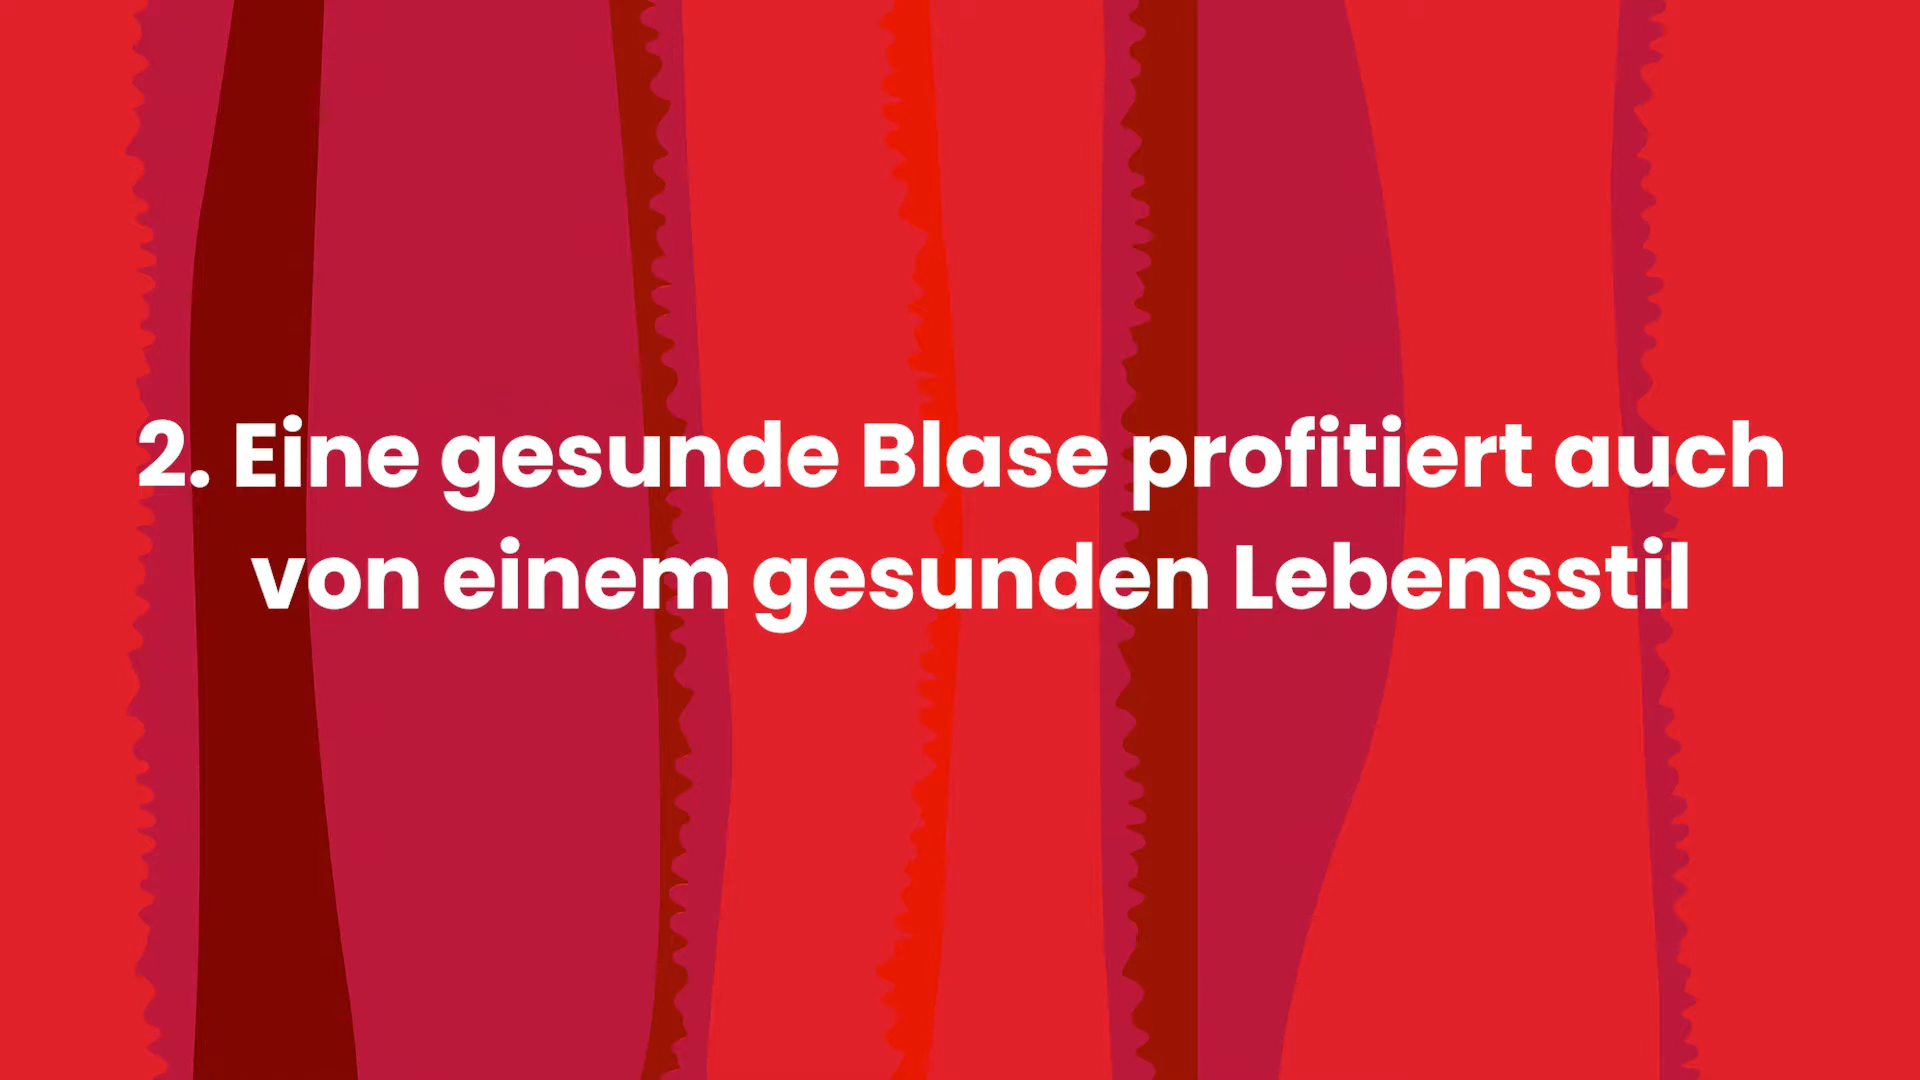 2. Eine gesunde Blase profitiert auch
von einem gesunden Lebensstil